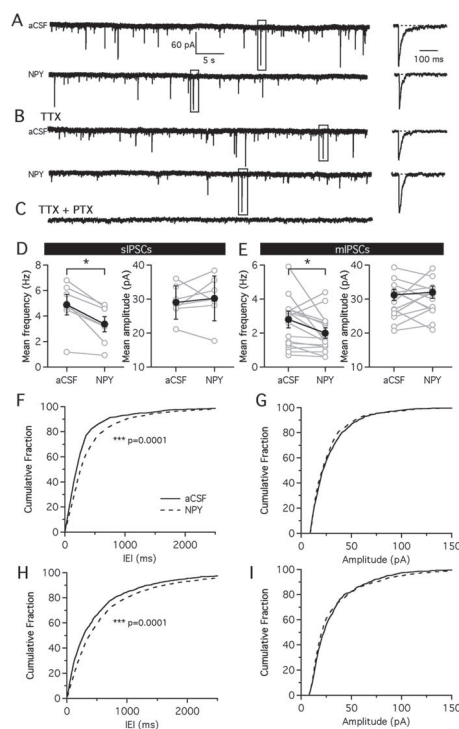 A
aCSF
60 pA
5 s
100 ms
NPY
TTX
B
aCSF
NPY
C
TTX + PTX
D
sIPSCs
E
mIPSCs
*
*
Mean frequency (Hz)
8
6
4
2
0
aCSF NPY
Mean amplitude (pA)
40
30
20
10
aCSF NPY
Mean frequency (Hz)
6
4
2
0
aCSF NPY
Mean amplitude (pA)
40
30
20
10
aCSF NPY
F
Cumulative Fraction
100
80
60
40
20
0
*** p=0.0001
aCSF
NPY
0 1000 2000
IEI (ms)
G
Cumulative Fraction
100
80
60
40
20
0
0 50 100 150
Amplitude (pA)
H
Cumulative Fraction
100
80
60
40
20
0
*** p=0.0001
0 1000 2000
IEI (ms)
I
Cumulative Fraction
100
80
60
40
20
0
0 50 100 150
Amplitude (pA)